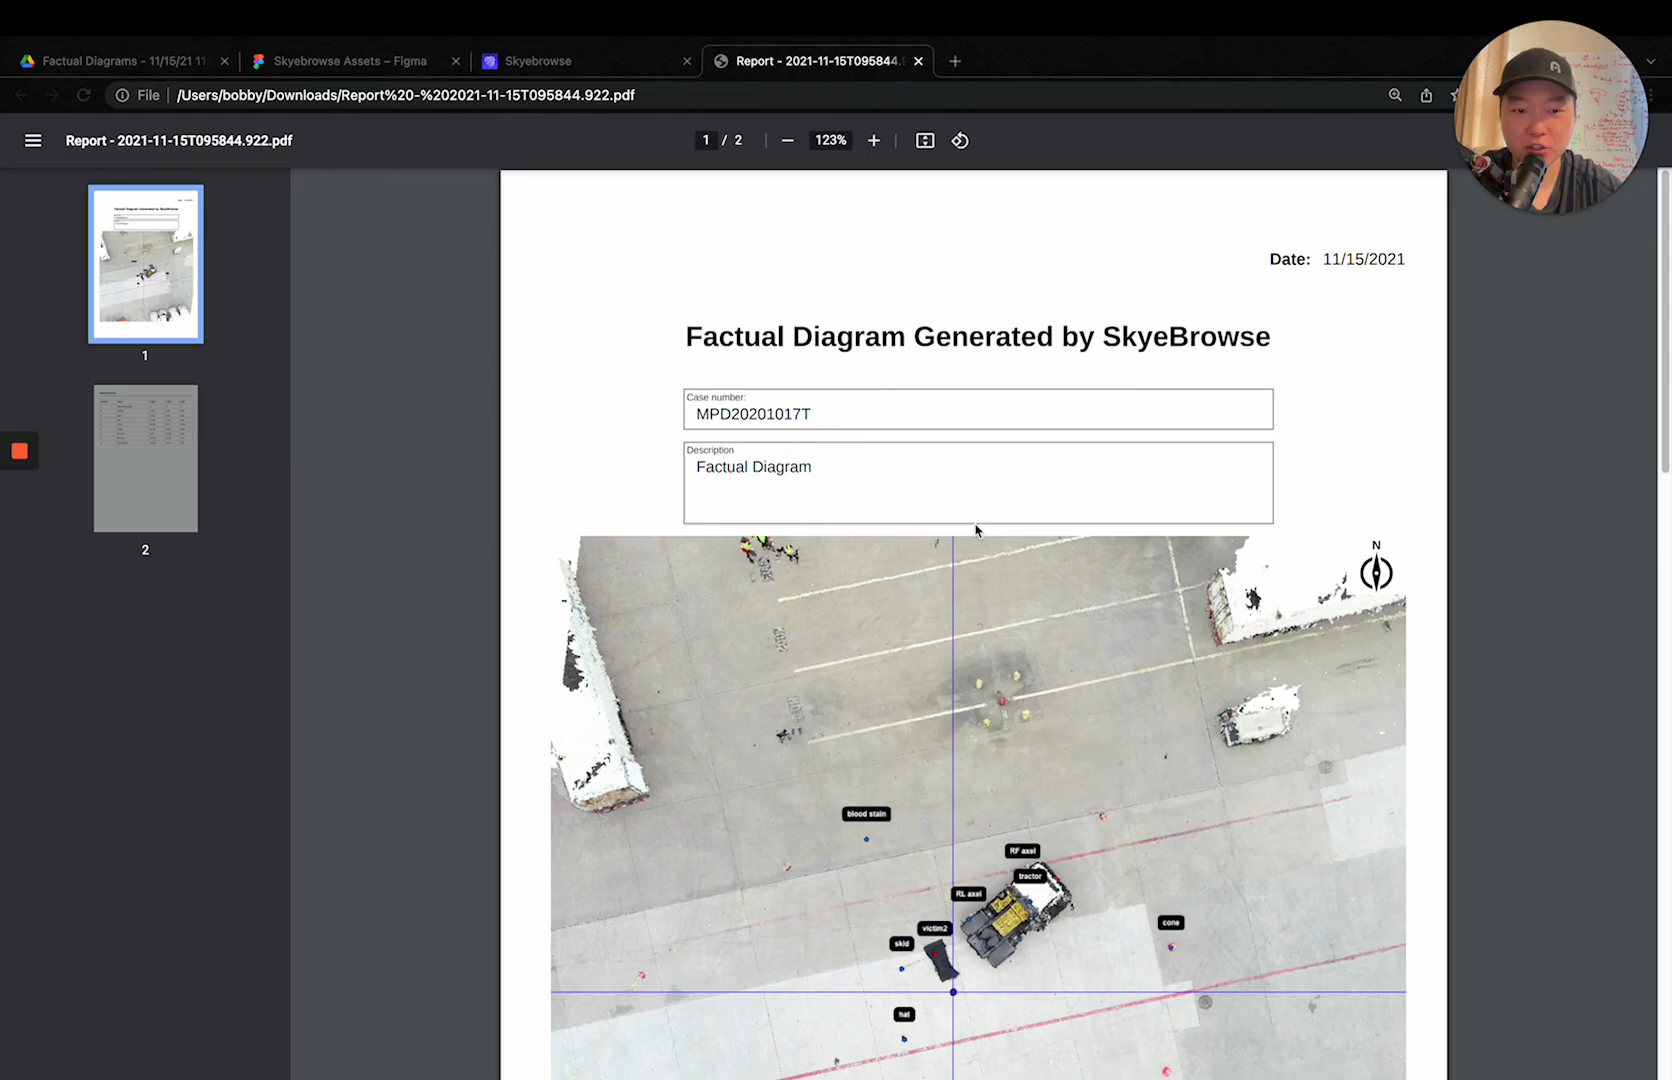 Factual Diagrams - 11/15/21 11:
Skyebrowse Assets – Figma
Skyebrowse
Report - 2021-11-15T095844.9
File
/Users/bobby/Downloads/Report%20-%202021-11-15T095844.922.pdf
Report - 2021-11-15T095844.922.pdf
1 / 2
123%
1
2
Date: 11/15/2021
Factual Diagram Generated by SkyeBrowse
Case number:
MPD20201017T
Description
Factual Diagram
N
blood stain
RF axel
tractor
RL axel
cone
victim2
skid
hat